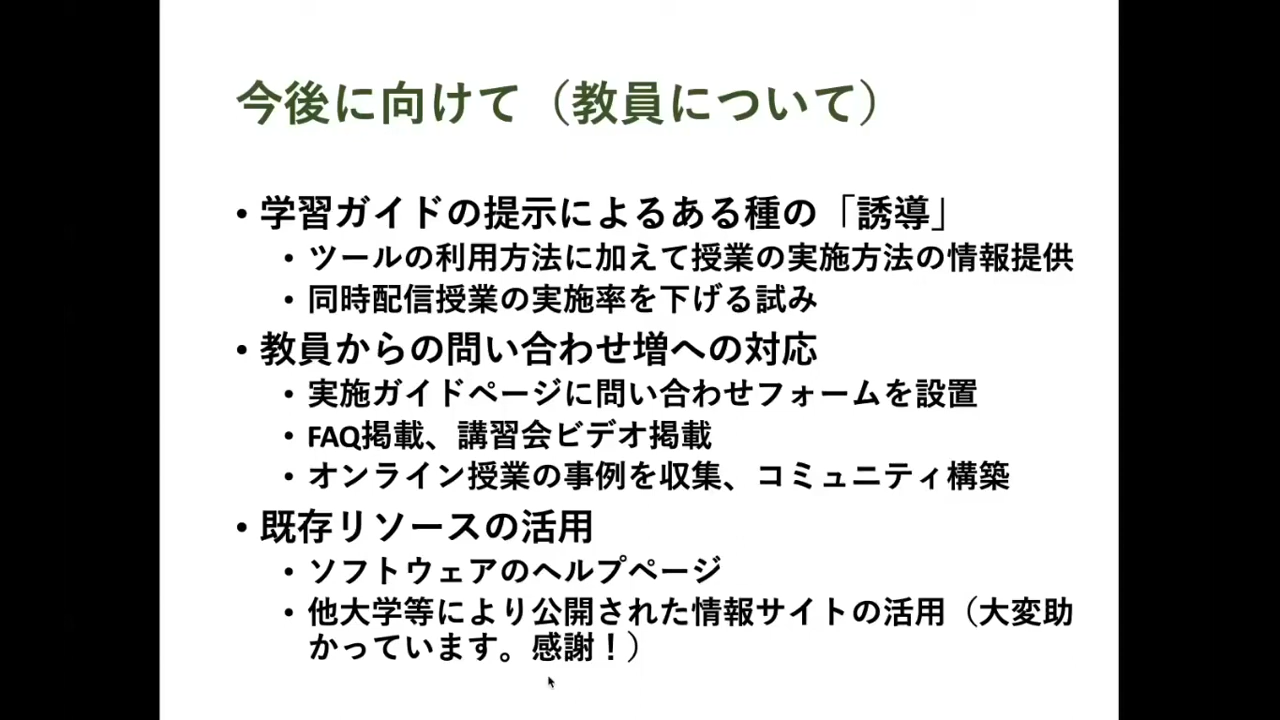 今後に向けて（教員について）
• 学習ガイドの提示によるある種の「誘導」
• ツールの利用方法に加えて授業の実施方法の情報提供
• 同時配信授業の実施率を下げる試み
• 教員からの問い合わせ増への対応
• 実施ガイドページに問い合わせフォームを設置
• FAQ掲載、講習会ビデオ掲載
• オンライン授業の事例を収集、コミュニティ構築
• 既存リソースの活用
• ソフトウェアのヘルプページ
• 他大学等により公開された情報サイトの活用（大変助
かっています。感謝！）